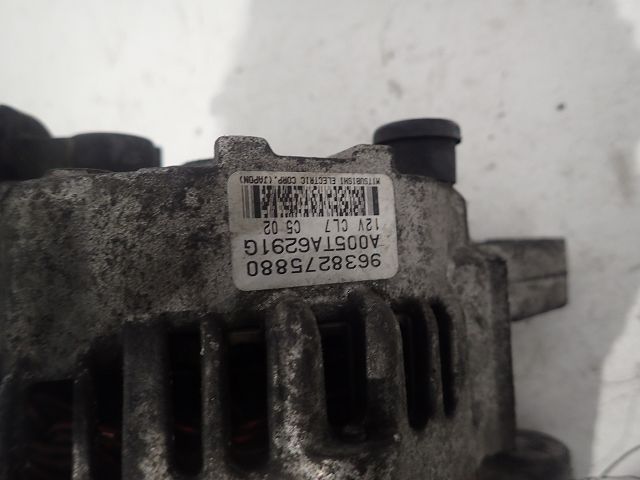 9638275880
A005TA6291G
12V CL7 C5 02
MITSUBISHI ELECTRIC CORP.(JAPON)